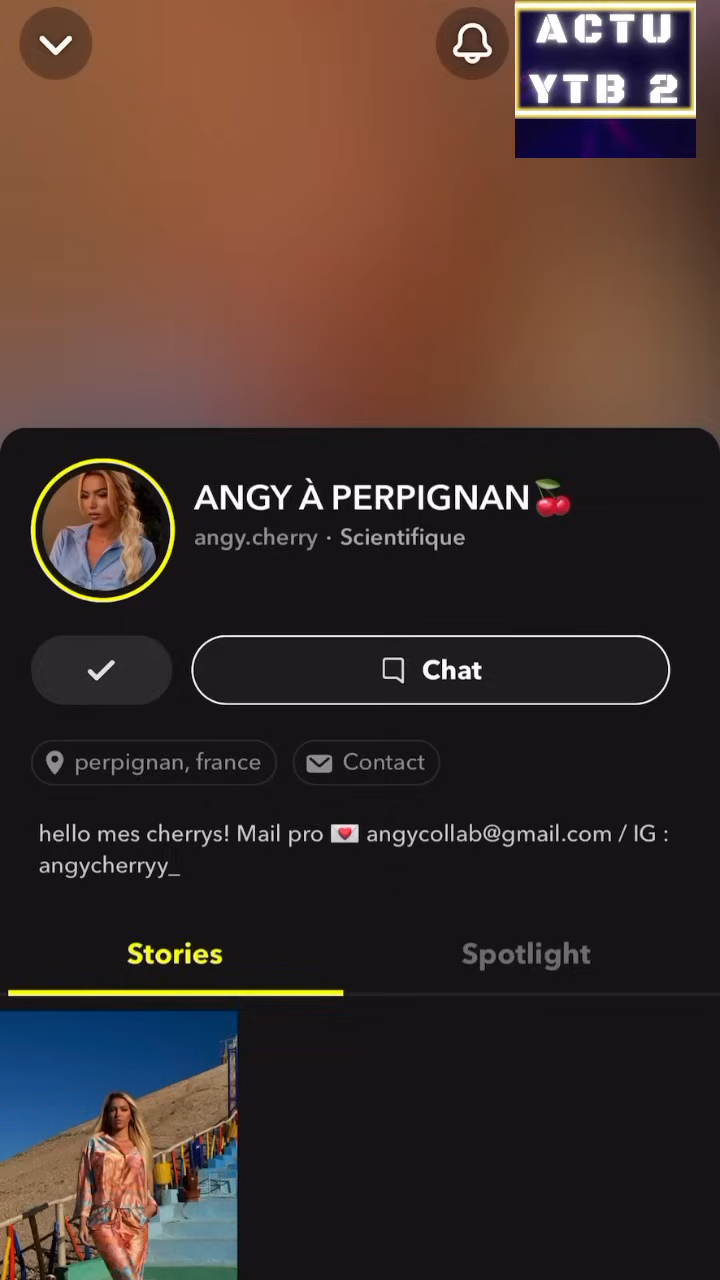 ACTU
YTB 2
ANGY À PERPIGNAN🍒
angy.cherry · Scientifique
Chat
perpignan, france
Contact
hello mes cherrys! Mail pro 💌 angycollab@gmail.com / IG :
angycherryy_
Stories
Spotlight